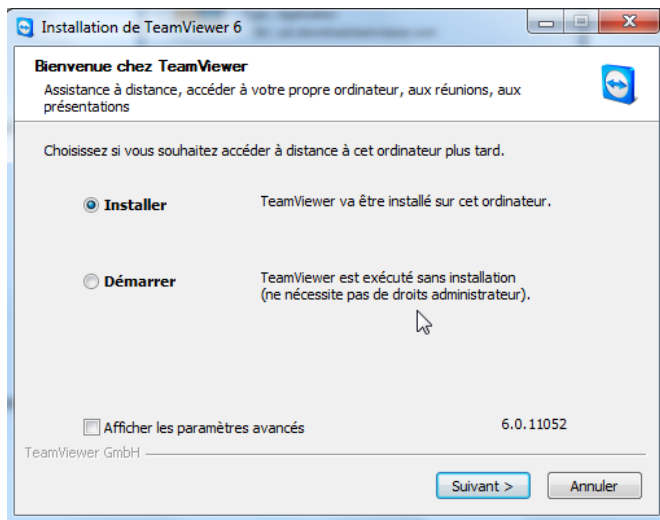 Installation de TeamViewer 6
Bienvenue chez TeamViewer
Assistance à distance, accéder à votre propre ordinateur, aux réunions, aux
présentations
Choisissez si vous souhaitez accéder à distance à cet ordinateur plus tard.
Installer
TeamViewer va être installé sur cet ordinateur.
Démarrer
TeamViewer est exécuté sans installation
(ne nécessite pas de droits administrateur).
Afficher les paramètres avancés
6.0.11052
TeamViewer GmbH
Suivant >
Annuler